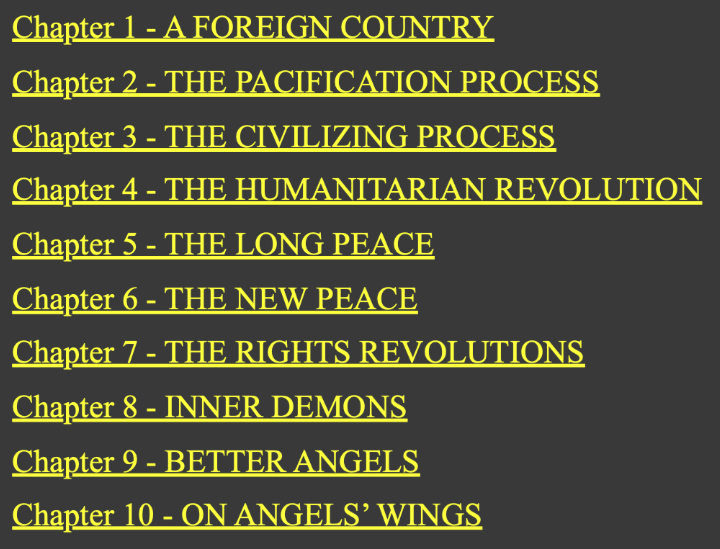 Chapter 1 - A FOREIGN COUNTRY
Chapter 2 - THE PACIFICATION PROCESS
Chapter 3 - THE CIVILIZING PROCESS
Chapter 4 - THE HUMANITARIAN REVOLUTION
Chapter 5 - THE LONG PEACE
Chapter 6 - THE NEW PEACE
Chapter 7 - THE RIGHTS REVOLUTIONS
Chapter 8 - INNER DEMONS
Chapter 9 - BETTER ANGELS
Chapter 10 - ON ANGELS’ WINGS